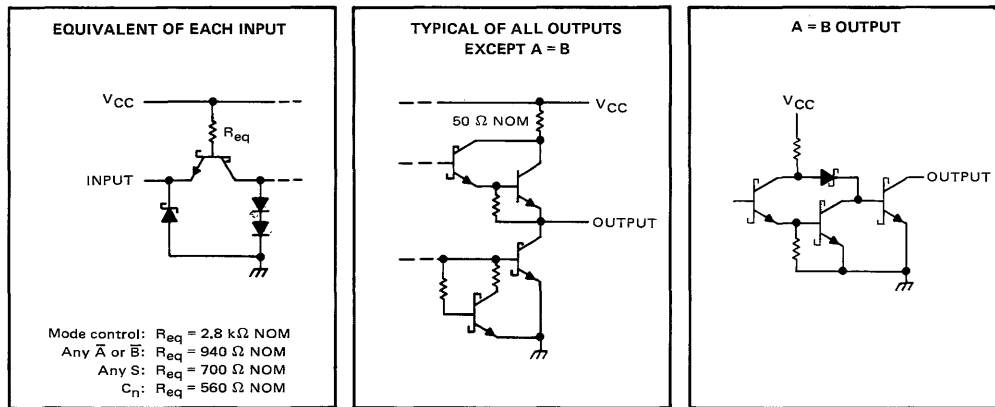 EQUIVALENT OF EACH INPUT
VCC
Req
INPUT
Mode control: Req = 2,8 kΩ NOM
Any A̅ or B̅: Req = 940 Ω NOM
Any S: Req = 700 Ω NOM
Cn: Req = 560 Ω NOM
TYPICAL OF ALL OUTPUTS
EXCEPT A = B
VCC
50 Ω NOM
OUTPUT
A = B OUTPUT
VCC
OUTPUT